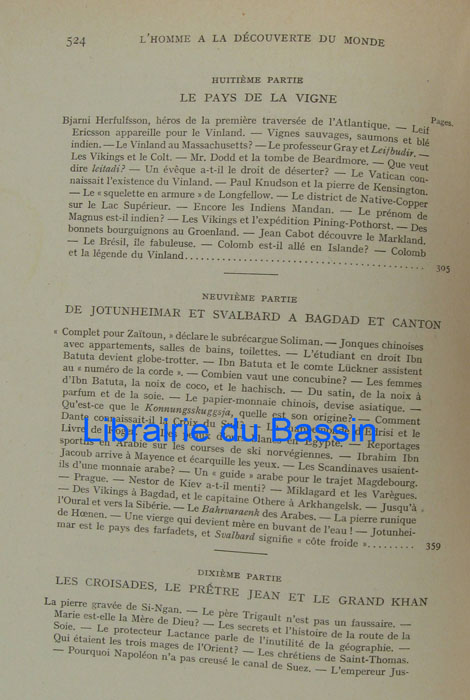 524 L'HOMME A LA DÉCOUVERTE DU MONDE
HUITIÈME PARTIE
LE PAYS DE LA VIGNE
Pages.
Bjarni Herfulfsson, héros de la première traversée de l'Atlantique. — Leif
Ericsson appareille pour le Vinland. — Vignes sauvages, saumons et blé
indien. — Le Vinland au Massachusetts? — Le professeur Gray et Leifbudir. —
Les Vikings et le Colt. — Mr. Dodd et la tombe de Beardmore. — Que veut
dire leitadi? — Un évêque a-t-il le droit de déserter? — Le Vatican con-
naissait l'existence du Vinland. — Paul Knudson et la pierre de Kensington.
— Le « squelette en armure » de Longfellow. — Le district de Native-Copper
sur le Lac Supérieur. — Encore les Indiens Mandan. — Le prénom de
Magnus est-il indien? — Les Vikings et l'expédition Pining-Pothorst. — Des
bonnets bourguignons au Groenland. — Jean Cabot découvre le Markland.
— Le Brésil, île fabuleuse. — Colomb est-il allé en Islande? — Colomb
et la légende du Vinland........................ 305
NEUVIÈME PARTIE
DE JOTUNHEIMAR ET SVALBARD A BAGDAD ET CANTON
« Complet pour Zaïtoun, » déclare le subrécargue Soliman. — Jonques chinoises
avec appartements, salles de bains, toilettes. — L'étudiant en droit Ibn
Batuta devient globe-trotter. — Ibn Batuta et le comte Lückner assistent
au « numéro de la corde ». — Combien vaut une concubine? — Les femmes
d'Ibn Batuta, la noix de coco, et le hachisch. — Du satin, de la noix à
parfum et de la soie. — Le papier-monnaie chinois, devise asiatique. —
Qu'est-ce que le Konnungsskuggsja, quelle est son origine? — Comment
Dante connaissait-il la Croix du Edrisi et le
Livre de Reportages
sportifs en Arabie sur les courses de ski norvégiennes. — Ibrahim Ibn
Jacoub arrive à Mayence et écarquille les yeux. — Les Scandinaves usaient-
ils d'une monnaie arabe? — Un « guide » arabe pour le trajet Magdebourg.
— Prague. — Nestor de Kiev a-t-il menti? — Miklagard et les Varègues.
— Des Vikings à Bagdad, et le capitaine Othere à Arkhangelsk. — Jusqu'à
l'Oural et vers la Sibérie. — Le Bahrvaraenk des Arabes. — La pierre runique
de Hœnen. — Une vierge qui devient mère en buvant de l'eau! — Jotunhei-
mar est le pays des farfadets, et Svalbard signifie « côte froide »......... 359
Librairie du Bassin
DIXIÈME PARTIE
LES CROISADES, LE PRÊTRE JEAN ET LE GRAND KHAN
La pierre gravée de Si-Ngan. — Le père Trigault n'est pas un faussaire. —
Marie est-elle la Mère de Dieu? — Les secrets et l'histoire de la route de la
Soie. — Le protecteur Lactance parle de l'inutilité de la géographie. —
Qui étaient les trois mages de l'Orient? — Les chrétiens de Saint-Thomas.
— Pourquoi Napoléon n'a pas creusé le canal de Suez. — L'empereur Jus-